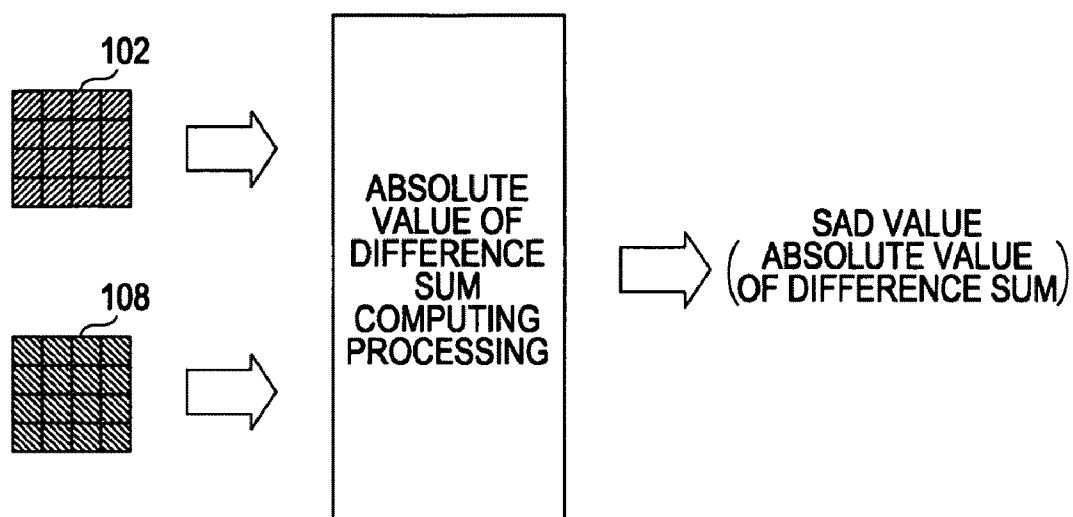 102
108
ABSOLUTE
VALUE OF
DIFFERENCE
SUM
COMPUTING
PROCESSING
SAD VALUE
(ABSOLUTE VALUE
OF DIFFERENCE SUM)